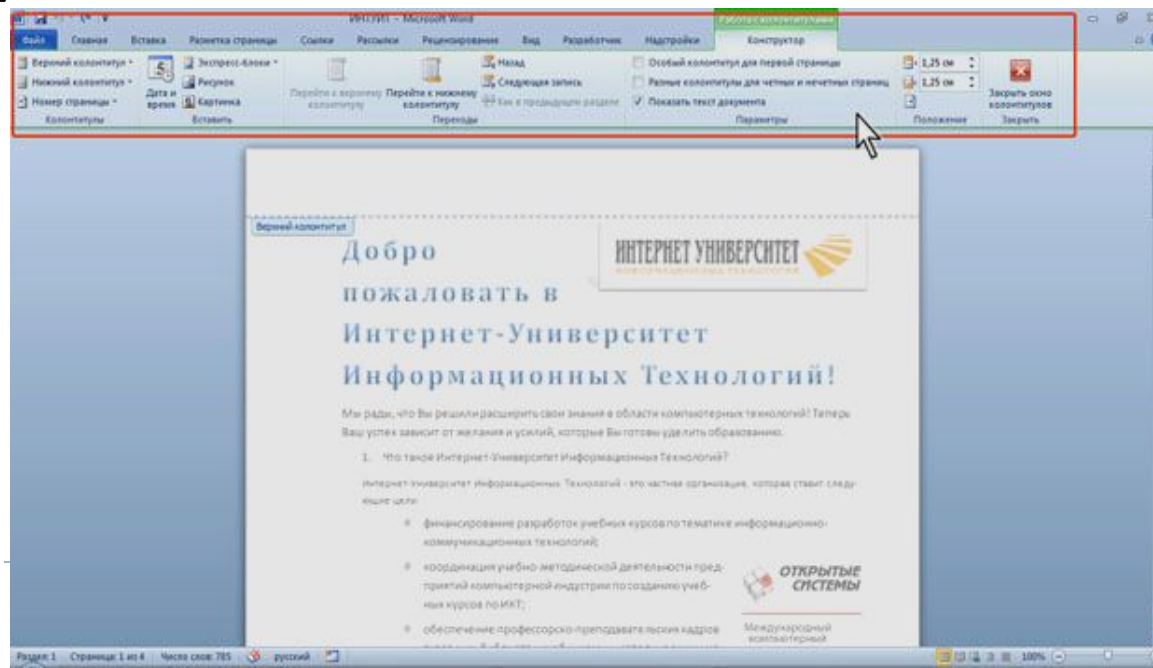 ИНТУИТ - Microsoft Word
Работа с колонтитулами
Файл Главная Вставка Разметка страницы Ссылки Рассылки Рецензирование Вид Разработчик Надстройки Конструктор
Верхний колонтитул
Нижний колонтитул
Номер страницы
Колонтитулы
5
Дата и
время
Экспресс-блоки
Рисунок
Картинка
Вставить
Перейти к верхнему
колонтитулу
Перейти к нижнему
колонтитулу
Назад
Следующая запись
Как в предыдущем разделе
Переходы
Особый колонтитул для первой страницы
Разные колонтитулы для четных и нечетных страниц
Показать текст документа
Параметры
1,25 см
1,25 см
Положение
Закрыть окно
колонтитулов
Закрыть
Верхний колонтитул
Добро
пожаловать в
Интернет-Университет
Информационных Технологий!
ИНТЕРНЕТ УНИВЕРСИТЕТ
ИНФОРМАЦИОННЫХ ТЕХНОЛОГИЙ
Мы рады, что Вы решили расширить свои знания в области компьютерных технологий! Теперь
Ваш успех зависит от желания и усилий, которые Вы готовы уделить образованию.
1. Что такое Интернет-Университет Информационных Технологий?
Интернет-Университет Информационных Технологий - это частная организация, которая ставит следу-
ющие цели
финансирование разработок учебных курсов по тематике информационно-
коммуникационных технологий;
координация учебно-методической деятельности пред-
приятий компьютерной индустрии по созданию учеб-
ных курсов по ИКТ;
обеспечение профессорско-преподавательских кадров
ОТКРЫТЫЕ
СИСТЕМЫ
Международный
компьютерный
Раздел: 1 Страница: 1 из 4 Число слов: 785 русский 100%